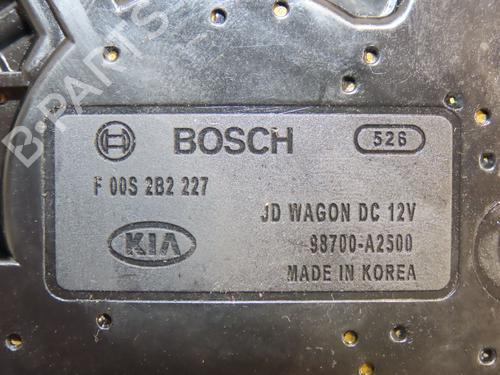 BOSCH
526
F 00S 2B2 227
JD WAGON DC 12V
KIA
98700-A2500
MADE IN KOREA
B-PARTS